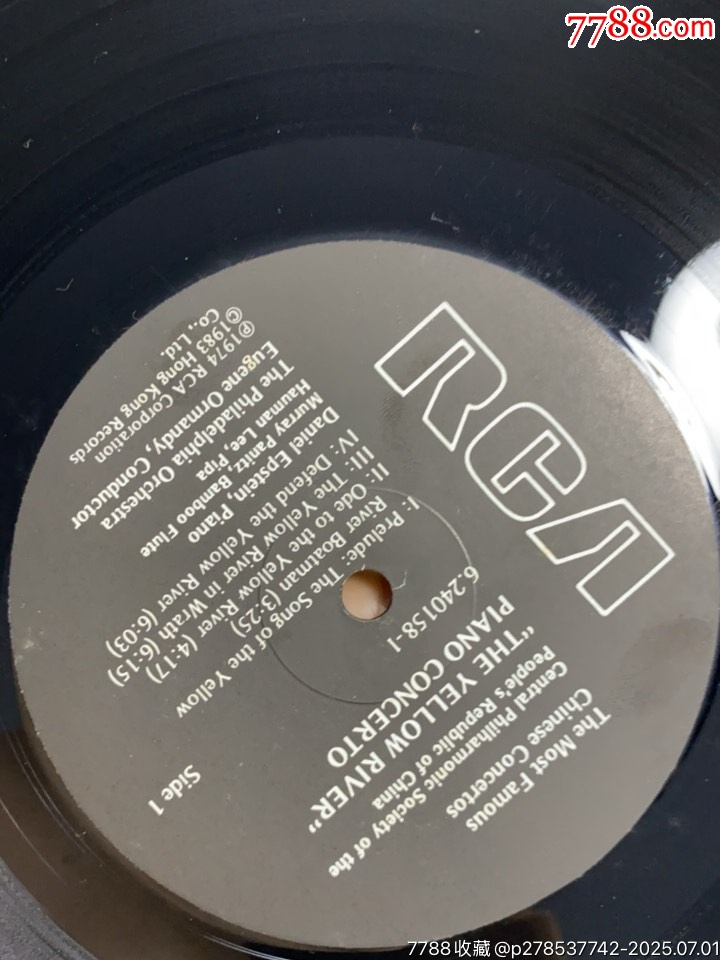 7788.com
RCA
The Most Famous
Chinese Concertos
Central Philharmonic Society of the
People's Republic of China
"THE YELLOW RIVER"
PIANO CONCERTO
6.240158-1
Side 1
I: Prelude: The Song of the Yellow
River Boatman (3:25)
II: Ode to the Yellow River (4:17)
III: The Yellow River in Wrath (6:15)
IV: Defend the Yellow River (6:03)
Daniel Epstein, Piano
Murray Panitz, Bamboo Flute
Hauman Lee, Pipa
The Philadelphia Orchestra
Eugene Ormandy, Conductor
℗1974 RCA Corporation
©1983 Hong Kong Records
Co., Ltd.
7788收藏@p278537742-2025.07.01